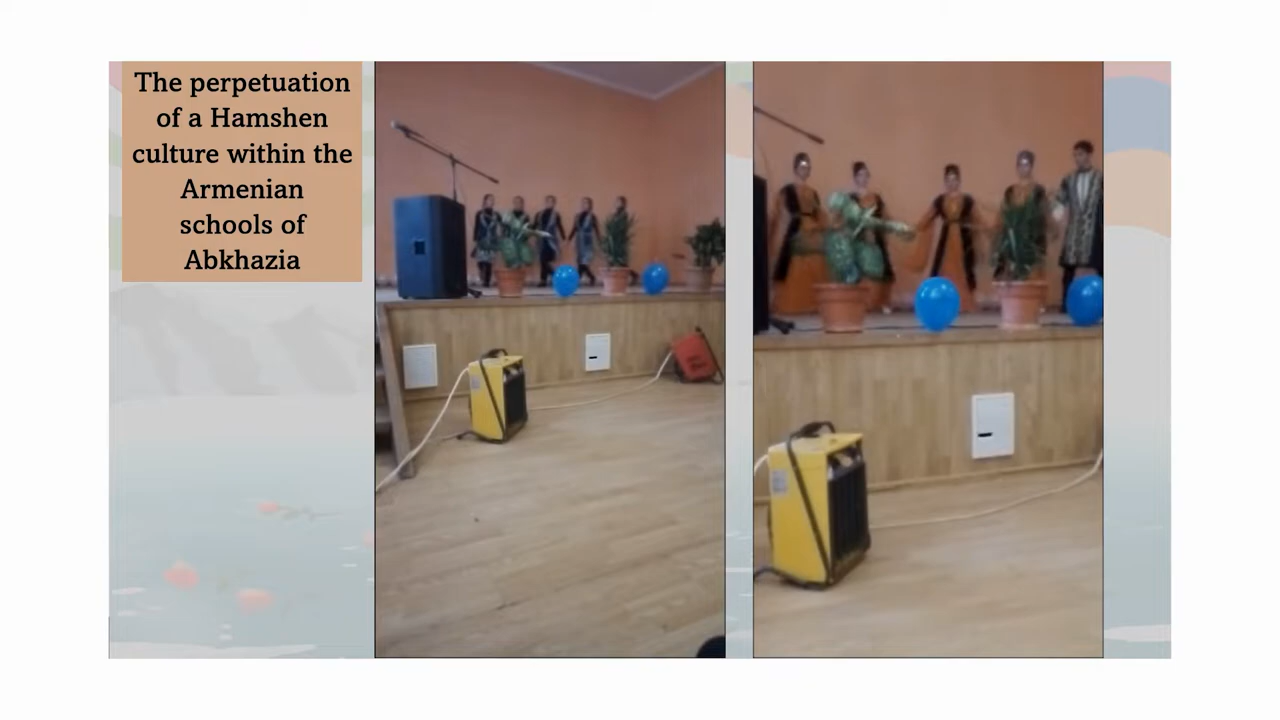 The perpetuation
of a Hamshen
culture within the
Armenian
schools of
Abkhazia